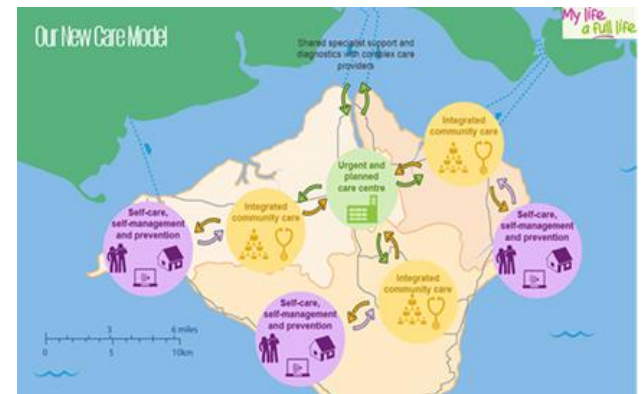 Our New Care Model
My life
a full life
Shared specialist support and
diagnostics with complex care
providers
Integrated
community care
Urgent and
planned
care centre
Self-care,
self-management
and prevention
Integrated
community care
Self-care,
self-management
and prevention
Integrated
community care
Self-care,
self-management
and prevention
3 6 miles
0 5 10km